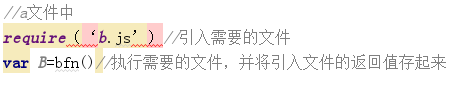 //a文件中
require（‘b.js’）//引入需要的文件
var B=bfn()//执行需要的文件，并将引入文件的返回值存起来